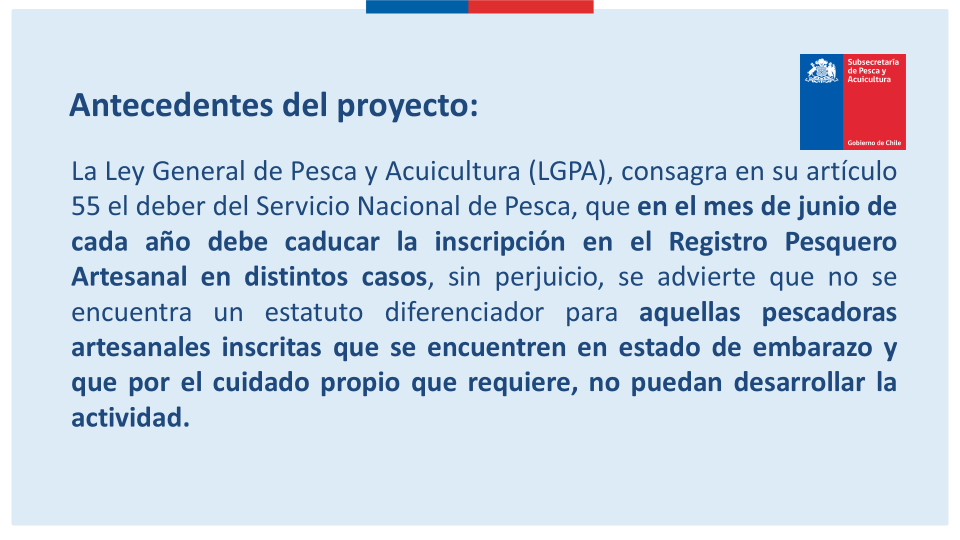 Subsecretaría
de Pesca y
Acuicultura
Gobierno de Chile
Antecedentes del proyecto:
La Ley General de Pesca y Acuicultura (LGPA), consagra en su artículo
55 el deber del Servicio Nacional de Pesca, que en el mes de junio de
cada año debe caducar la inscripción en el Registro Pesquero
Artesanal en distintos casos, sin perjuicio, se advierte que no se
encuentra un estatuto diferenciador para aquellas pescadoras
artesanales inscritas que se encuentren en estado de embarazo y
que por el cuidado propio que requiere, no puedan desarrollar la
actividad.